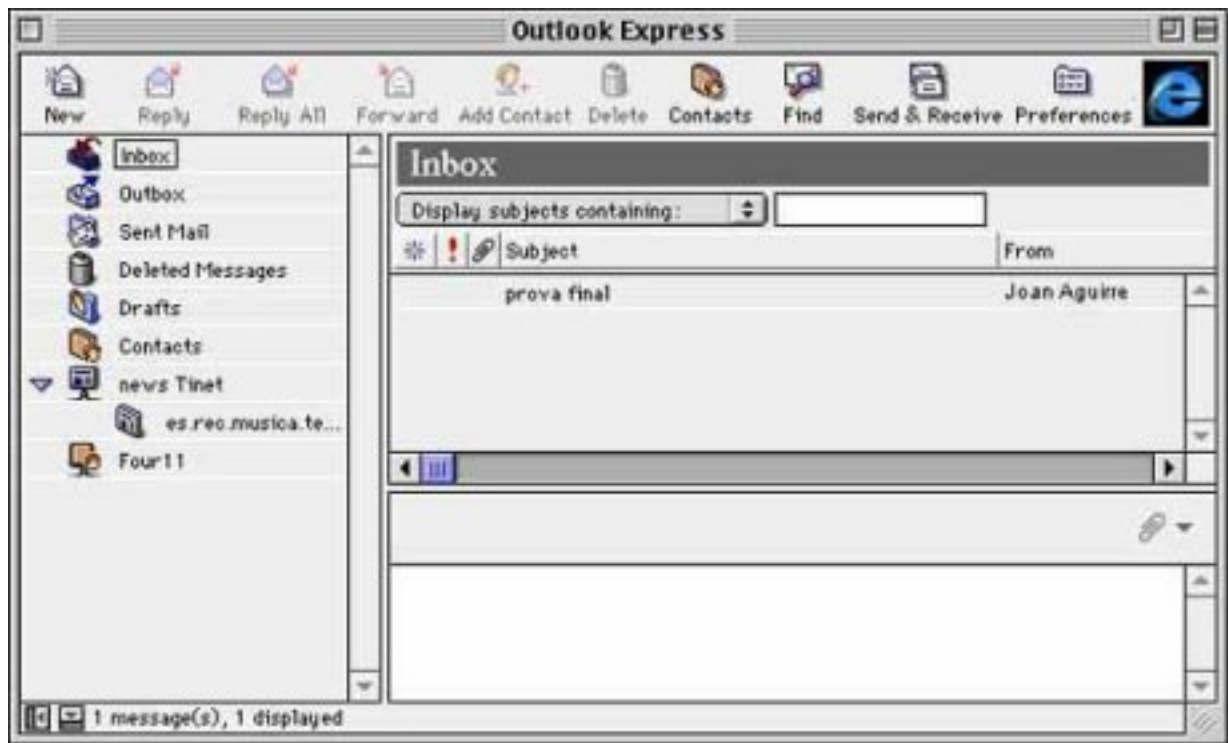 Outlook Express
New Reply Reply All Forward Add Contact Delete Contacts Find Send & Receive Preferences
Inbox
Outbox
Sent Mail
Deleted Messages
Drafts
Contacts
news Tinet
es.rec.musica.te...
Four11
Inbox
Display subjects containing:
Subject From
prova final Joan Aguirre
1 message(s), 1 displayed